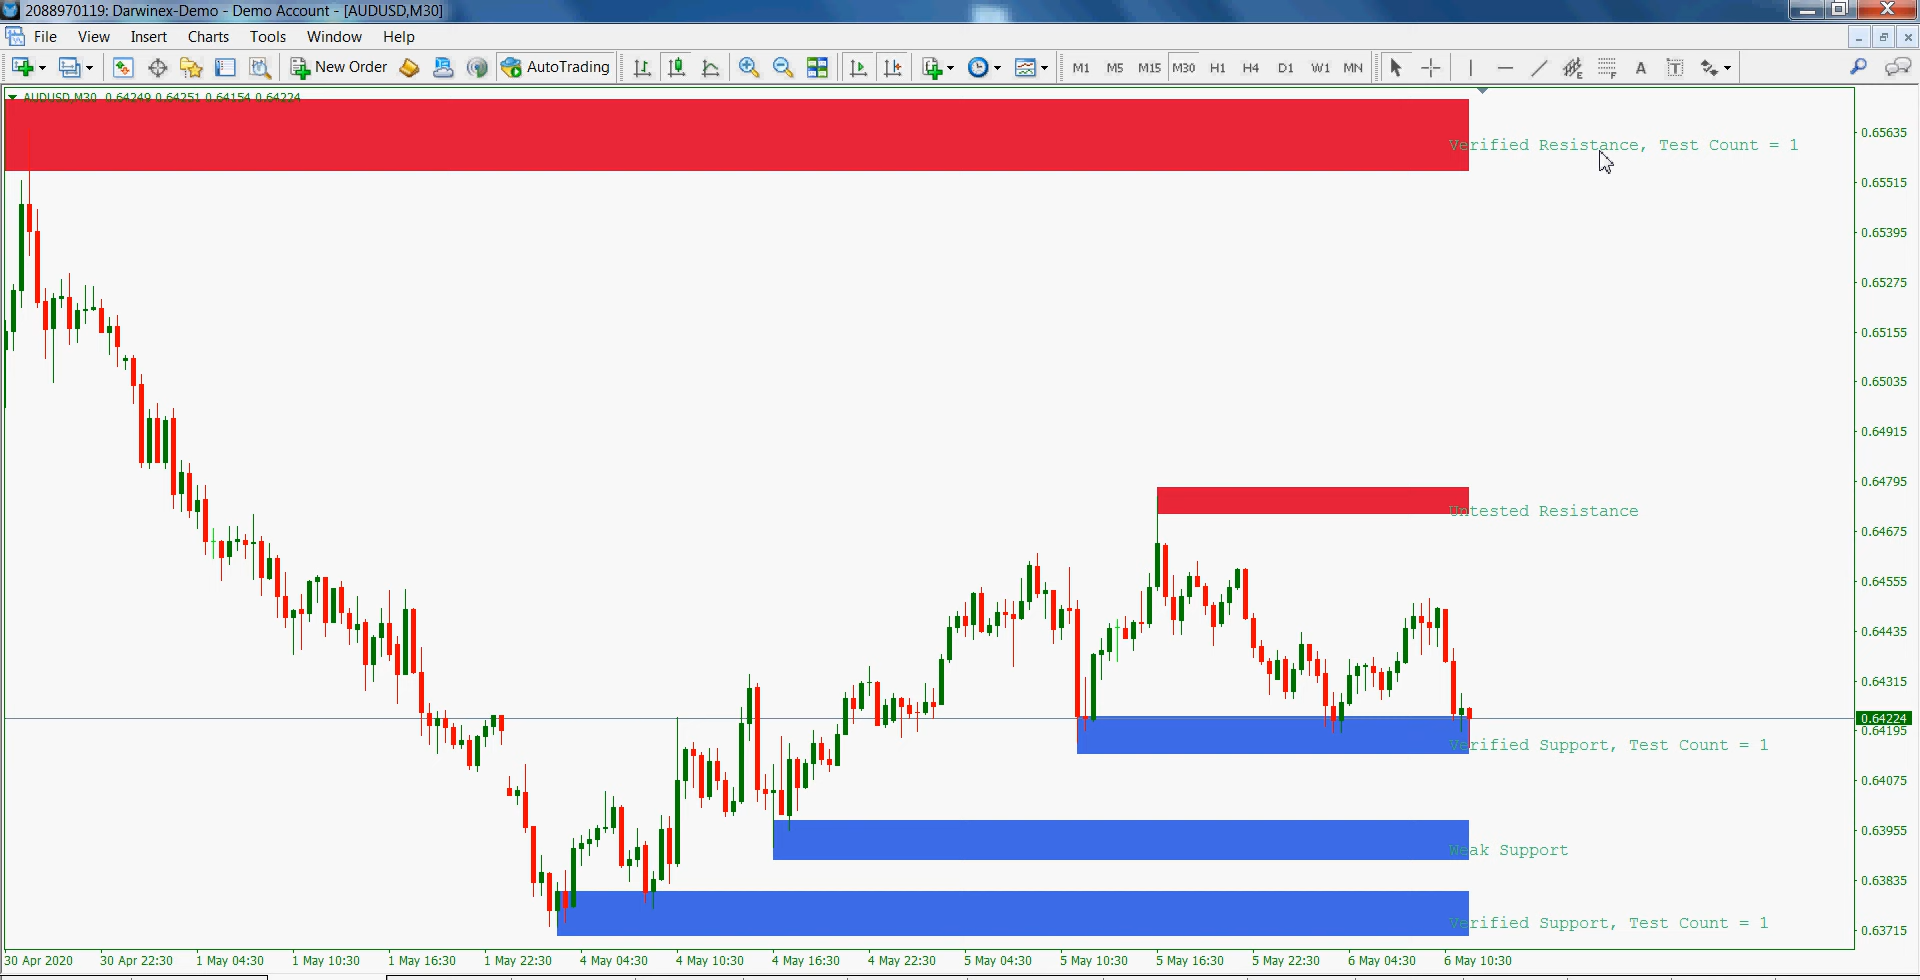 2088970119: Darwinex-Demo - Demo Account - [AUDUSD,M30]
File View Insert Charts Tools Window Help
New Order AutoTrading M1 M5 M15 M30 H1 H4 D1 W1 MN A T
AUDUSD,M30 0.64249 0.64251 0.64154 0.64224
0.65635
Verified Resistance, Test Count = 1
0.65515
0.65395
0.65275
0.65155
0.65035
0.64915
0.64795
Untested Resistance
0.64675
0.64555
0.64435
0.64315
0.64224
0.64195
Verified Support, Test Count = 1
0.64075
0.63955
Weak Support
0.63835
Verified Support, Test Count = 1
0.63715
30 Apr 2020 30 Apr 22:30 1 May 04:30 1 May 10:30 1 May 16:30 1 May 22:30 4 May 04:30 4 May 10:30 4 May 16:30 4 May 22:30 5 May 04:30 5 May 10:30 5 May 16:30 5 May 22:30 6 May 04:30 6 May 10:30